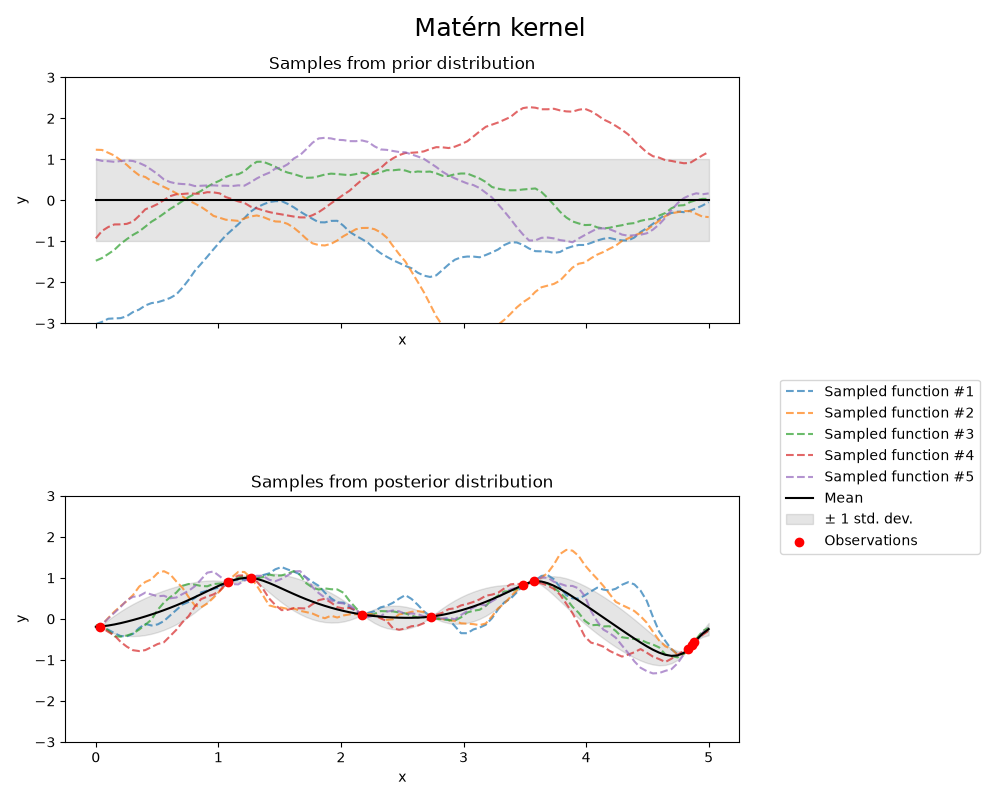 Matérn kernel
Samples from prior distribution
3
2
1
0
−1
−2
−3
y
x
Sampled function #1
Sampled function #2
Sampled function #3
Sampled function #4
Sampled function #5
Mean
± 1 std. dev.
Observations
Samples from posterior distribution
3
2
1
0
−1
−2
−3
y
0 1 2 3 4 5
x